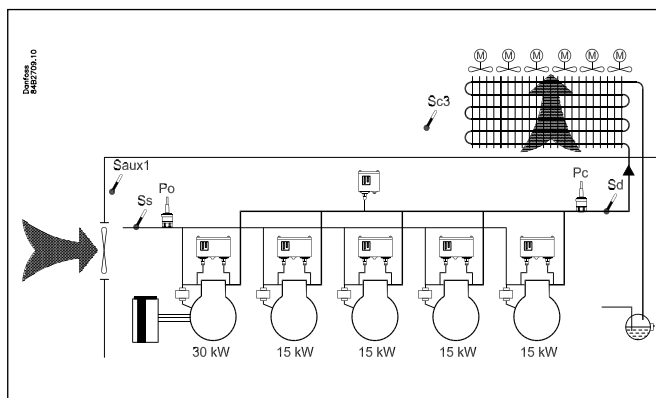 Danfoss
84B2709.10
M M M M M M
Sc3
Saux1
Ss
Po
Pc
Sd
30 kW 15 kW 15 kW 15 kW 15 kW